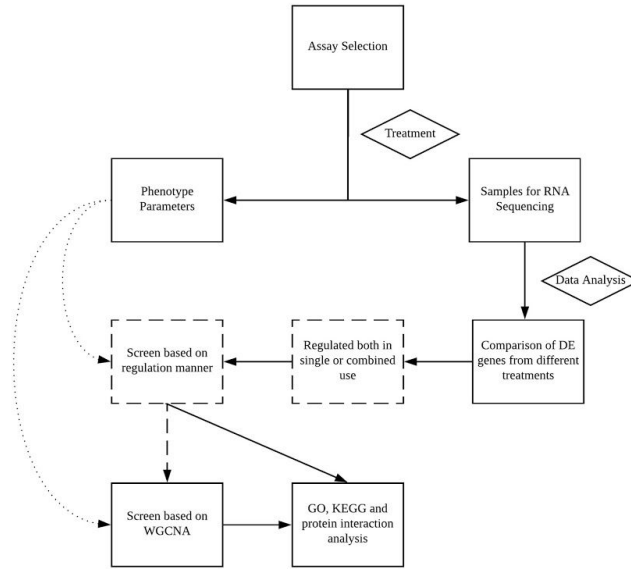 Assay Selection
Treatment
Phenotype
Parameters
Samples for RNA
Sequencing
Data Analysis
Screen based on
regulation manner
Regulated both in
single or combined
use
Comparison of DE
genes from different
treatments
Screen based on
WGCNA
GO, KEGG and
protein interaction
analysis